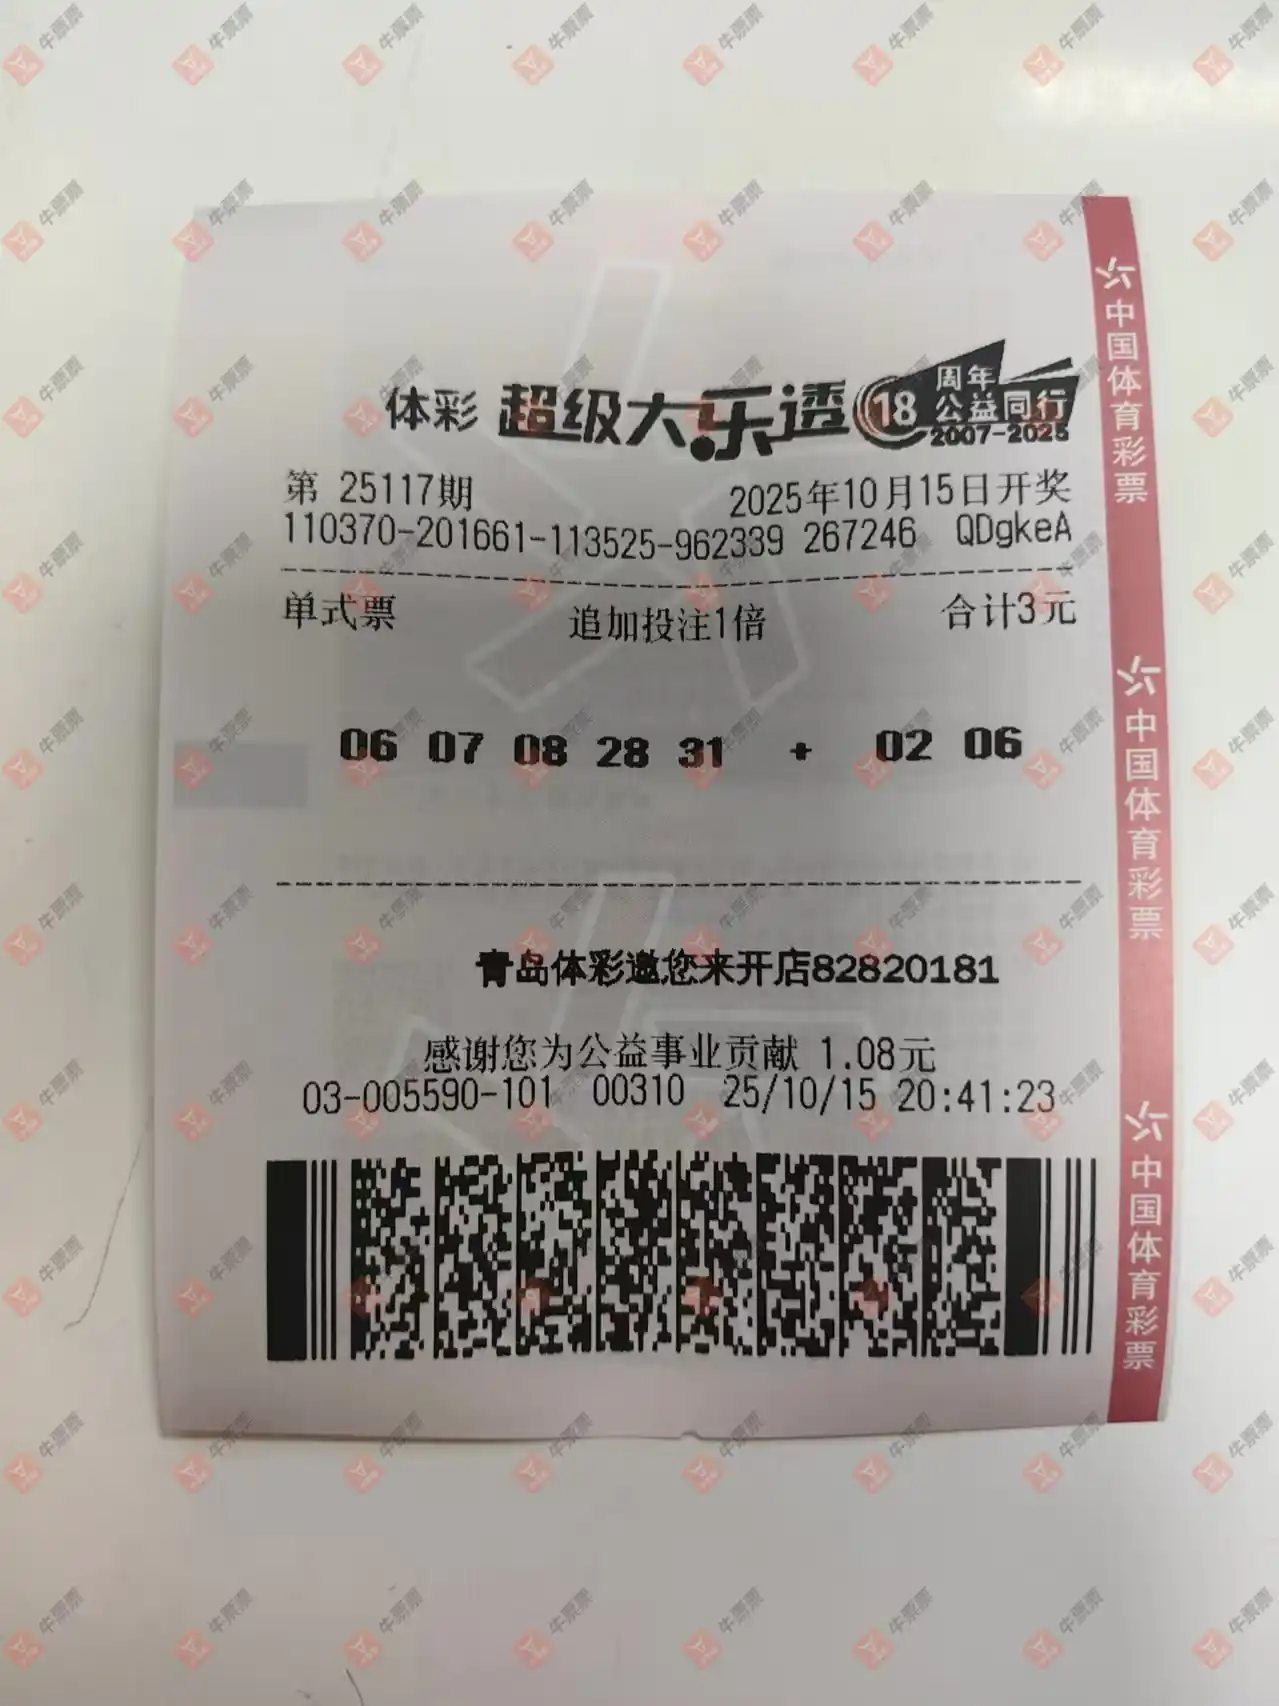 体彩 超级大乐透 18 周年 公益同行 2007-2025
第 25117期 2025年10月15日开奖
110370-201661-113525-962339 267246 QDgkeA
单式票 追加投注1倍 合计3元
06 07 08 28 31 + 02 06
青岛体彩邀您来开店82820181
感谢您为公益事业贡献 1.08元
03-005590-101 00310 25/10/15 20:41:23
中国体育彩票
中国体育彩票
中国体育彩票
牛票票